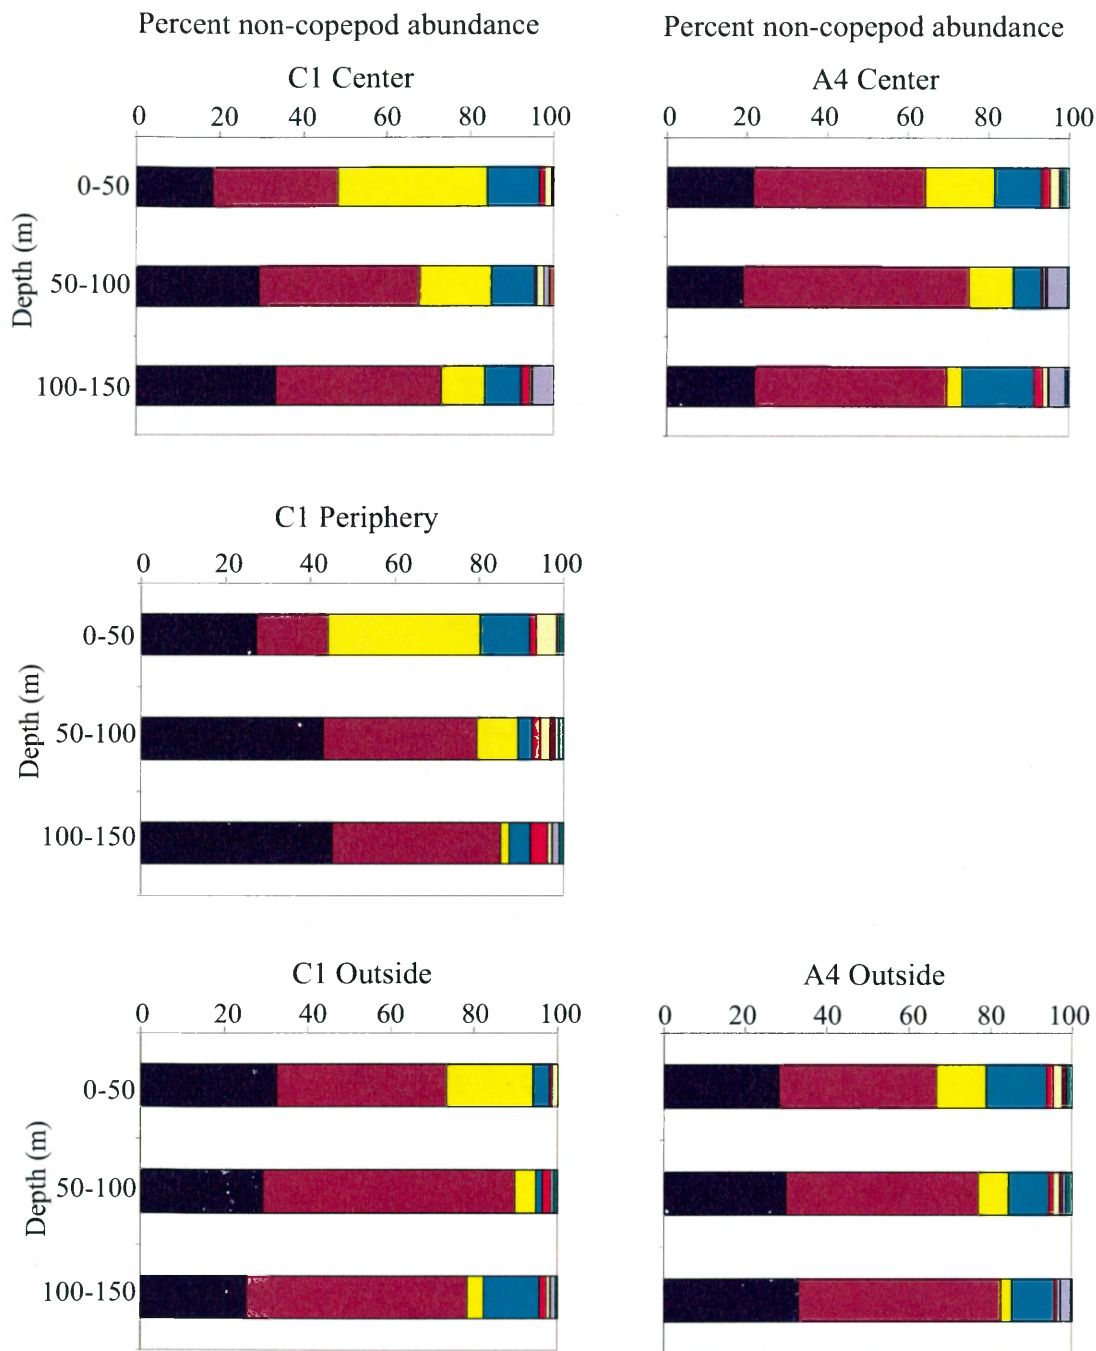 Percent non-copepod abundance
C1 Center
0 20 40 60 80 100
0-50
50-100
100-150
Depth (m)
Percent non-copepod abundance
A4 Center
0 20 40 60 80 100
C1 Periphery
0 20 40 60 80 100
0-50
50-100
100-150
Depth (m)
C1 Outside
0 20 40 60 80 100
0-50
50-100
100-150
Depth (m)
A4 Outside
0 20 40 60 80 100